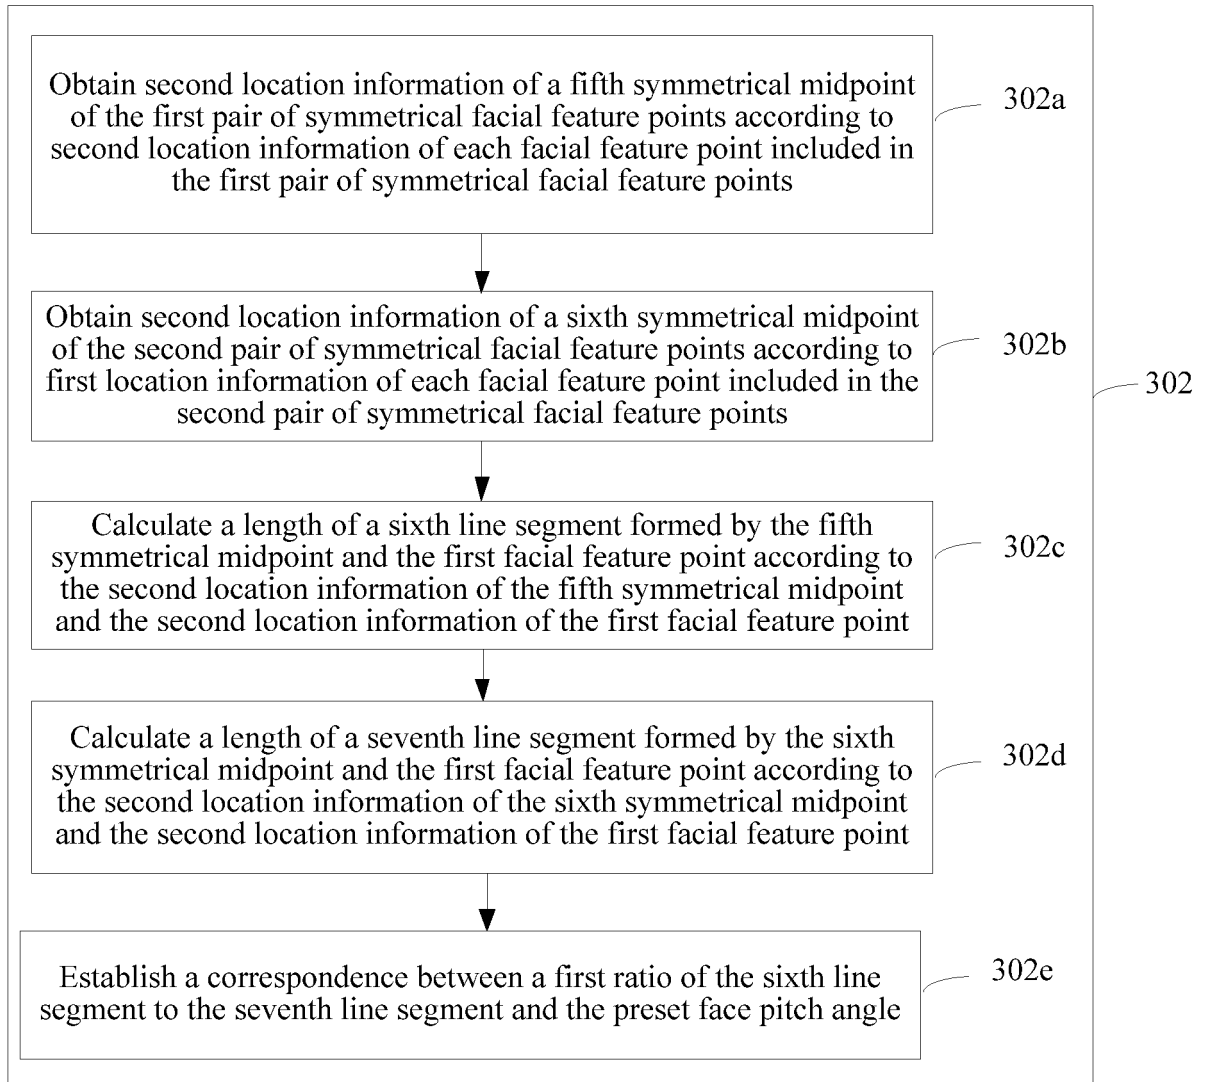 Obtain second location information of a fifth symmetrical midpoint
of the first pair of symmetrical facial feature points according to
second location information of each facial feature point included in
the first pair of symmetrical facial feature points
302a
Obtain second location information of a sixth symmetrical midpoint
of the second pair of symmetrical facial feature points according to
first location information of each facial feature point included in the
second pair of symmetrical facial feature points
302b
302
Calculate a length of a sixth line segment formed by the fifth
symmetrical midpoint and the first facial feature point according to
the second location information of the fifth symmetrical midpoint
and the second location information of the first facial feature point
302c
Calculate a length of a seventh line segment formed by the sixth
symmetrical midpoint and the first facial feature point according to
the second location information of the sixth symmetrical midpoint
and the second location information of the first facial feature point
302d
Establish a correspondence between a first ratio of the sixth line
segment to the seventh line segment and the preset face pitch angle
302e